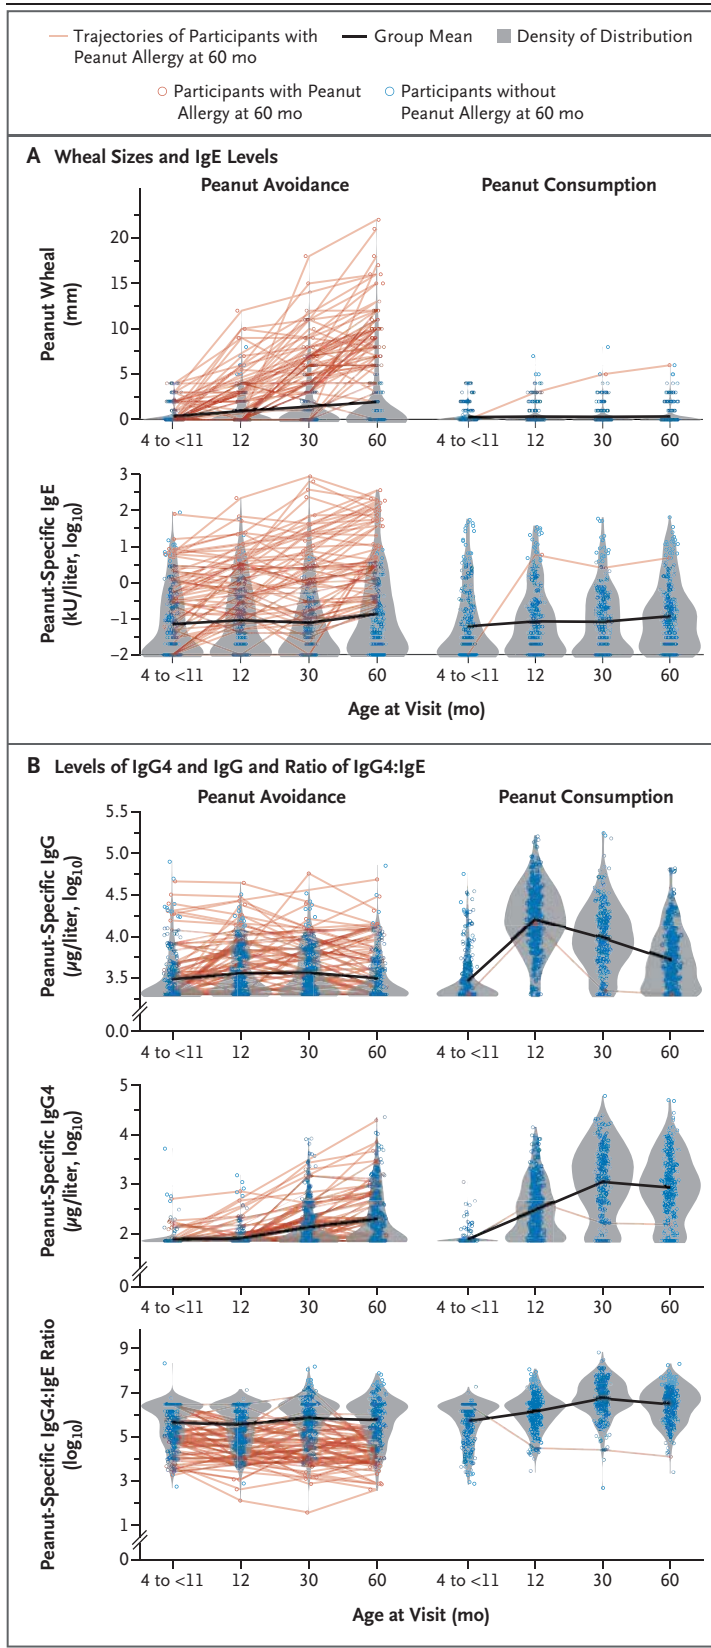 Trajectories of Participants with
Peanut Allergy at 60 mo
Group Mean
Density of Distribution
Participants with Peanut
Allergy at 60 mo
Participants without
Peanut Allergy at 60 mo
A Wheal Sizes and IgE Levels
Peanut Avoidance
Peanut Consumption
Peanut Wheal
(mm)
20
15
10
5
0
4 to <11 12 30 60
4 to <11 12 30 60
Peanut-Specific IgE
(kU/liter, log10)
3
2
1
0
−1
−2
4 to <11 12 30 60
4 to <11 12 30 60
Age at Visit (mo)
B Levels of IgG4 and IgG and Ratio of IgG4:IgE
Peanut Avoidance
Peanut Consumption
Peanut-Specific IgG
(µg/liter, log10)
5.5
5.0
4.5
4.0
3.5
0.0
4 to <11 12 30 60
4 to <11 12 30 60
Peanut-Specific IgG4
(µg/liter, log10)
5
4
3
2
0
4 to <11 12 30 60
4 to <11 12 30 60
Peanut-Specific IgG4:IgE Ratio
(log10)
9
7
5
3
1
0
4 to <11 12 30 60
4 to <11 12 30 60
Age at Visit (mo)